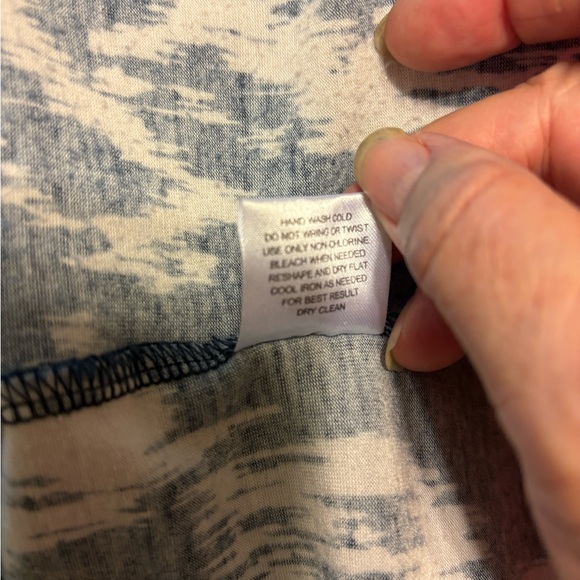 HAND WASH COLD
DO NOT WRING OR TWIST
USE ONLY NON-CHLORINE
BLEACH WHEN NEEDED
RESHAPE AND DRY FLAT
COOL IRON AS NEEDED
FOR BEST RESULT
DRY CLEAN